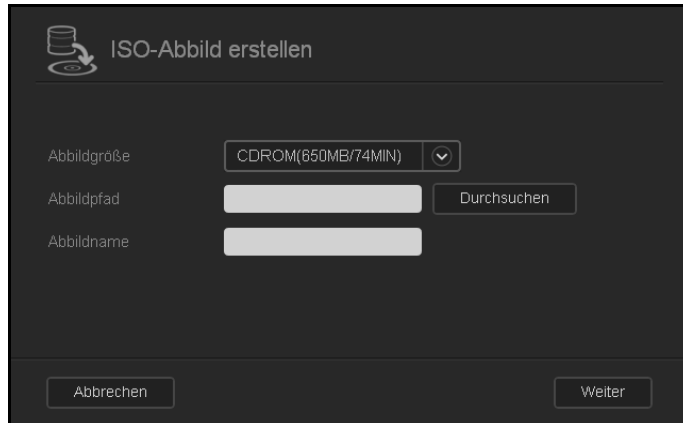 ISO-Abbild erstellen
Abbildgröße CDROM(650MB/74MIN)
Abbildpfad Durchsuchen
Abbildname
Abbrechen Weiter